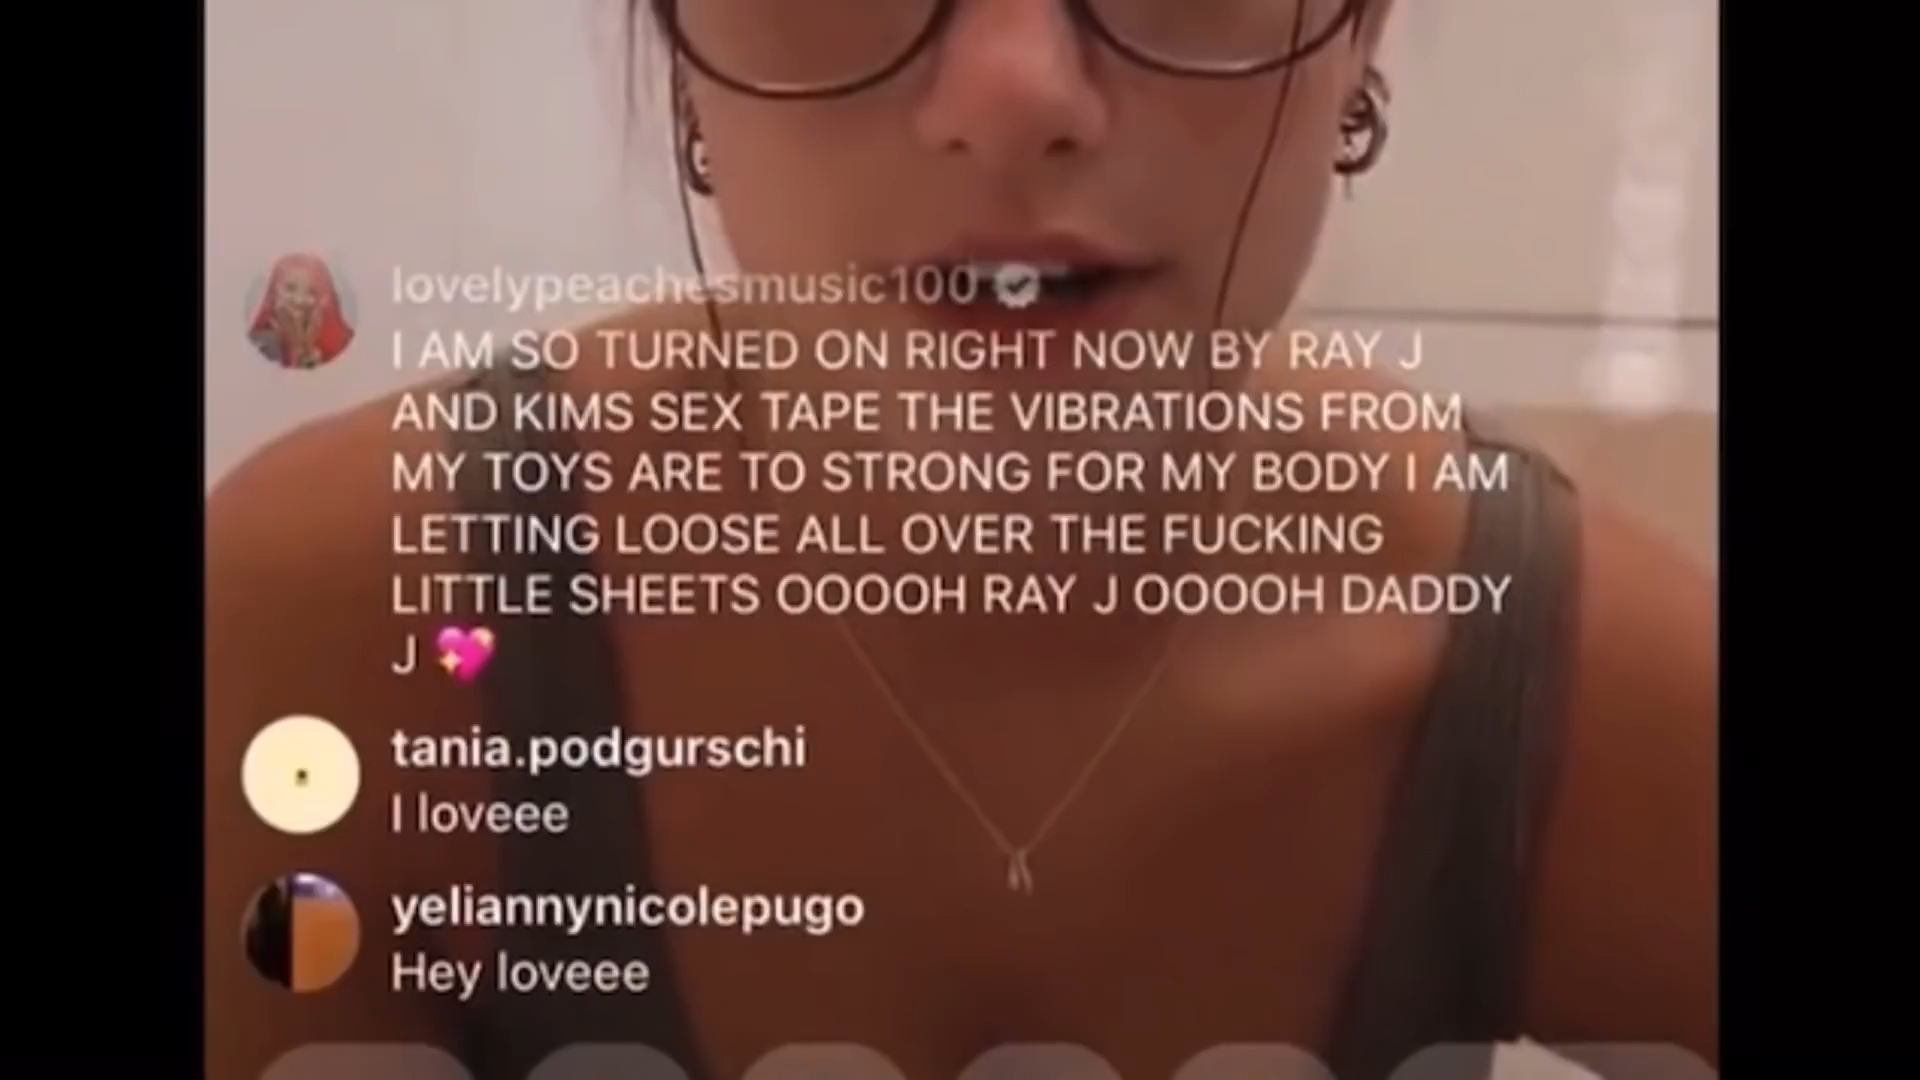 lovelypeachesmusic100
I AM SO TURNED ON RIGHT NOW BY RAY J
AND KIMS SEX TAPE THE VIBRATIONS FROM
MY TOYS ARE TO STRONG FOR MY BODY I AM
LETTING LOOSE ALL OVER THE FUCKING
LITTLE SHEETS OOOOH RAY J OOOOH DADDY
J 💖
tania.podgurschi
I loveee
yeliannynicolepugo
Hey loveee